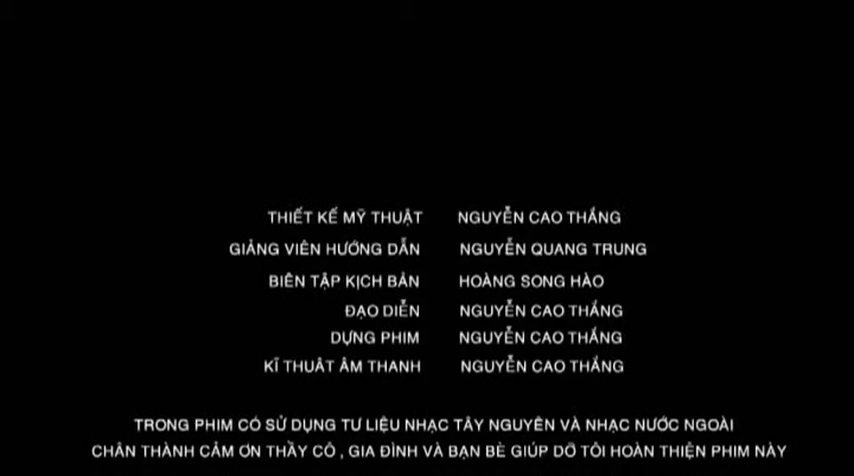 THIẾT KẾ MỸ THUẬT NGUYỄN CAO THẮNG
GIẢNG VIÊN HƯỚNG DẪN NGUYỄN QUANG TRUNG
BIÊN TẬP KỊCH BẢN HOÀNG SONG HÀO
ĐẠO DIỄN NGUYỄN CAO THẮNG
DỰNG PHIM NGUYỄN CAO THẮNG
KĨ THUẬT ÂM THANH NGUYỄN CAO THẮNG
TRONG PHIM CÓ SỬ DỤNG TƯ LIỆU NHẠC TÂY NGUYÊN VÀ NHẠC NƯỚC NGOÀI
CHÂN THÀNH CẢM ƠN THẦY CÔ , GIA ĐÌNH VÀ BẠN BÈ GIÚP DỠ TÔI HOÀN THIỆN PHIM NÀY